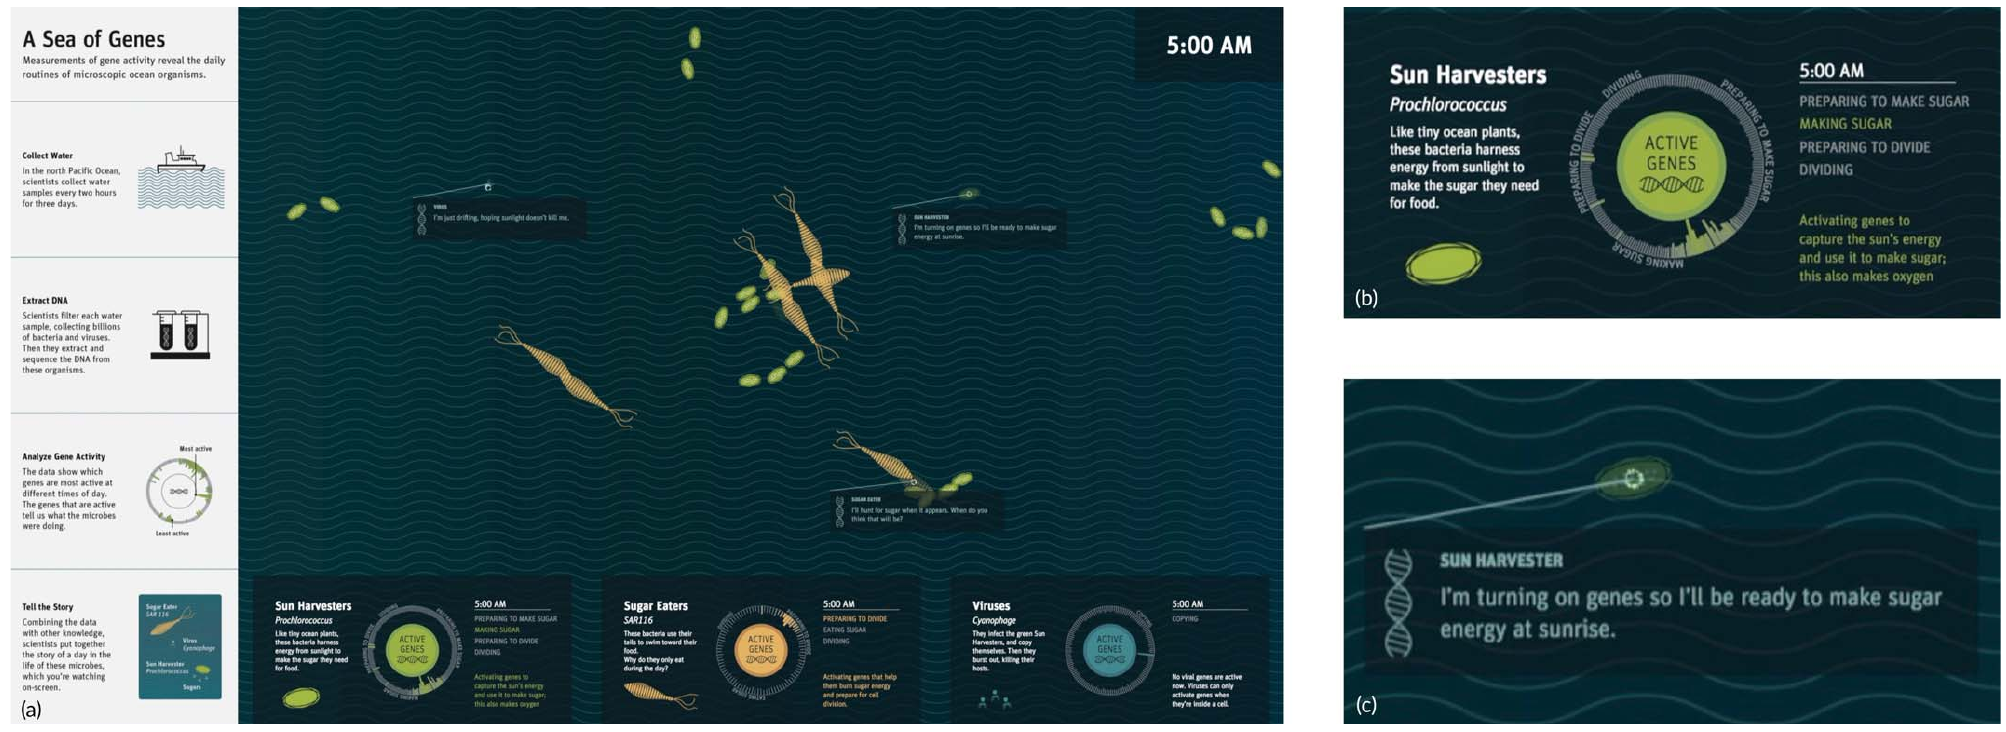 A Sea of Genes
Measurements of gene activity reveal the daily
routines of microscopic ocean organisms.
Collect Water
In the north Pacific Ocean,
scientists collect water
samples every two hours
for three days.
Extract DNA
Scientists filter each water
sample, collecting billions
of bacteria and viruses.
Then they extract and
sequence the DNA from
these organisms.
Analyze Gene Activity
The data show which
genes are most active at
different times of day.
The genes that are active
tell us what the microbes
were doing.
Most active
Least active
Tell the Story
Combining the data
with other knowledge,
scientists put together
the story of a day in the
life of these microbes,
which you're watching
on-screen.
Sugar Eater
SAR116
Virus
Cyanophage
Sun Harvester
Prochlorococcus
Sugars
(a)
5:00 AM
VIRUS
I'm just drifting, hoping sunlight doesn't kill me.
SUN HARVESTER
I'm turning on genes so I'll be ready to make sugar
energy at sunrise.
SUGAR EATER
I'll hunt for sugar when it appears. When do you
think that will be?
Sun Harvesters
Prochlorococcus
Like tiny ocean plants,
these bacteria harness
energy from sunlight to
make the sugar they need
for food.
ACTIVE
GENES
5:00 AM
PREPARING TO MAKE SUGAR
MAKING SUGAR
PREPARING TO DIVIDE
DIVIDING
Activating genes to
capture the sun's energy
and use it to make sugar;
this also makes oxygen
Sugar Eaters
SAR116
These bacteria use their
tails to swim toward their
food.
Why do they only eat
during the day?
ACTIVE
GENES
5:00 AM
PREPARING TO DIVIDE
EATING SUGAR
DIVIDING
Activating genes that help
them burn sugar energy
and prepare for cell
division.
Viruses
Cyanophage
They infect the green Sun
Harvesters, and copy
themselves. Then they
burst out, killing their
hosts.
ACTIVE
GENES
5:00 AM
COPYING
No viral genes are active
now. Viruses can only
activate genes when
they're inside a cell.
Sun Harvesters
Prochlorococcus
Like tiny ocean plants,
these bacteria harness
energy from sunlight to
make the sugar they need
for food.
DIVIDING
PREPARING TO MAKE SUGAR
PREPARING TO DIVIDE
MAKING SUGAR
ACTIVE
GENES
5:00 AM
PREPARING TO MAKE SUGAR
MAKING SUGAR
PREPARING TO DIVIDE
DIVIDING
Activating genes to
capture the sun's energy
and use it to make sugar;
this also makes oxygen
(b)
SUN HARVESTER
I'm turning on genes so I'll be ready to make sugar
energy at sunrise.
(c)